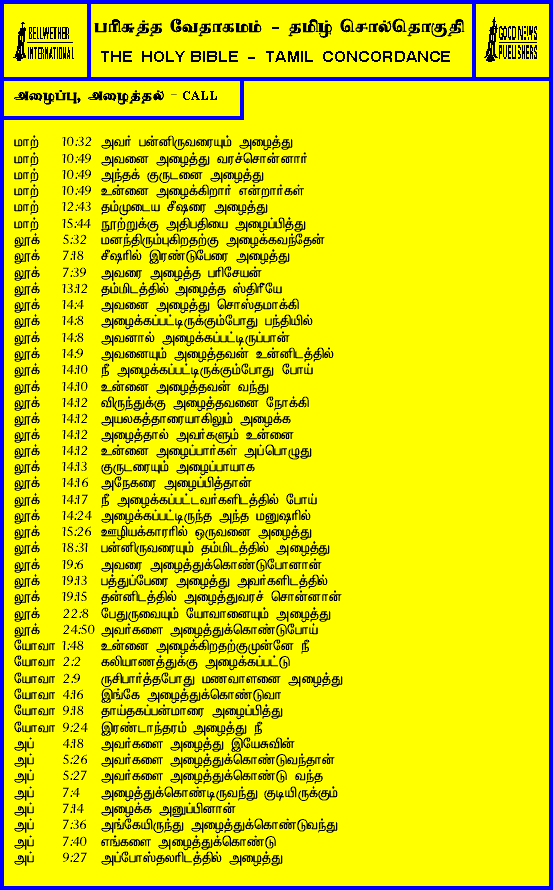 BELLWETHER
INTERNATIONAL
பரிசுத்த வேதாகமம் - தமிழ் சொல்தொகுதி
THE HOLY BIBLE - TAMIL CONCORDANCE
GOOD NEWS
PUBLISHERS
அழைப்பு, அழைத்தல் - CALL
மாற் 10:32 அவர் பன்னிருவரையும் அழைத்து
மாற் 10:49 அவனை அழைத்து வரச்சொன்னார்
மாற் 10:49 அந்தக் குருடனை அழைத்து
மாற் 10:49 உன்னை அழைக்கிறார் என்றார்கள்
மாற் 12:43 தம்முடைய சீஷரை அழைத்து
மாற் 15:44 நூற்றுக்கு அதிபதியை அழைப்பித்து
லூக் 5:32 மனந்திரும்புகிறதற்கு அழைக்கவந்தேன்
லூக் 7:18 சீஷரில் இரண்டுபேரை அழைத்து
லூக் 7:39 அவரை அழைத்த பரிசேயன்
லூக் 13:12 தம்மிடத்தில் அழைத்த ஸ்திரீயே
லூக் 14:4 அவனை அழைத்து சொஸ்தமாக்கி
லூக் 14:8 அழைக்கப்பட்டிருக்கும்போது பந்தியில்
லூக் 14:8 அவனால் அழைக்கப்பட்டிருப்பான்
லூக் 14:9 அவனையும் அழைத்தவன் உன்னிடத்தில்
லூக் 14:10 நீ அழைக்கப்பட்டிருக்கும்போது போய்
லூக் 14:10 உன்னை அழைத்தவன் வந்து
லூக் 14:12 விருந்துக்கு அழைத்தவனை நோக்கி
லூக் 14:12 அயலகத்தாரையாகிலும் அழைக்க
லூக் 14:12 அழைத்தால் அவர்களும் உன்னை
லூக் 14:12 உன்னை அழைப்பார்கள் அப்பொழுது
லூக் 14:13 குருடரையும் அழைப்பாயாக
லூக் 14:16 அநேகரை அழைப்பித்தான்
லூக் 14:17 நீ அழைக்கப்பட்டவர்களிடத்தில் போய்
லூக் 14:24 அழைக்கப்பட்டிருந்த அந்த மனுஷரில்
லூக் 15:26 ஊழியக்காரரில் ஒருவனை அழைத்து
லூக் 18:31 பன்னிருவரையும் தம்மிடத்தில் அழைத்து
லூக் 19:6 அவரை அழைத்துக்கொண்டுபோனான்
லூக் 19:13 பத்துப்பேரை அழைத்து அவர்களிடத்தில்
லூக் 19:15 தன்னிடத்தில் அழைத்துவரச் சொன்னான்
லூக் 22:8 பேதுருவையும் யோவானையும் அழைத்து
லூக் 24:50 அவர்களை அழைத்துக்கொண்டுபோய்
யோவா 1:48 உன்னை அழைக்கிறதற்குமுன்னே நீ
யோவா 2:2 கலியாணத்துக்கு அழைக்கப்பட்டு
யோவா 2:9 ருசிபார்த்தபோது மணவாளனை அழைத்து
யோவா 4:16 இங்கே அழைத்துக்கொண்டுவா
யோவா 9:18 தாய்தகப்பன்மாரை அழைப்பித்து
யோவா 9:24 இரண்டாந்தரம் அழைத்து நீ
அப் 4:18 அவர்களை அழைத்து இயேசுவின்
அப் 5:26 அவர்களை அழைத்துக்கொண்டுவந்தான்
அப் 5:27 அவர்களை அழைத்துக்கொண்டு வந்த
அப் 7:4 அழைத்துக்கொண்டிருவந்து குடியிருக்கும்
அப் 7:14 அழைக்க அனுப்பினான்
அப் 7:36 அங்கேயிருந்து அழைத்துக்கொண்டுவந்து
அப் 7:40 எங்களை அழைத்துக்கொண்டு
அப் 9:27 அப்போஸ்தலரிடத்தில் அழைத்து